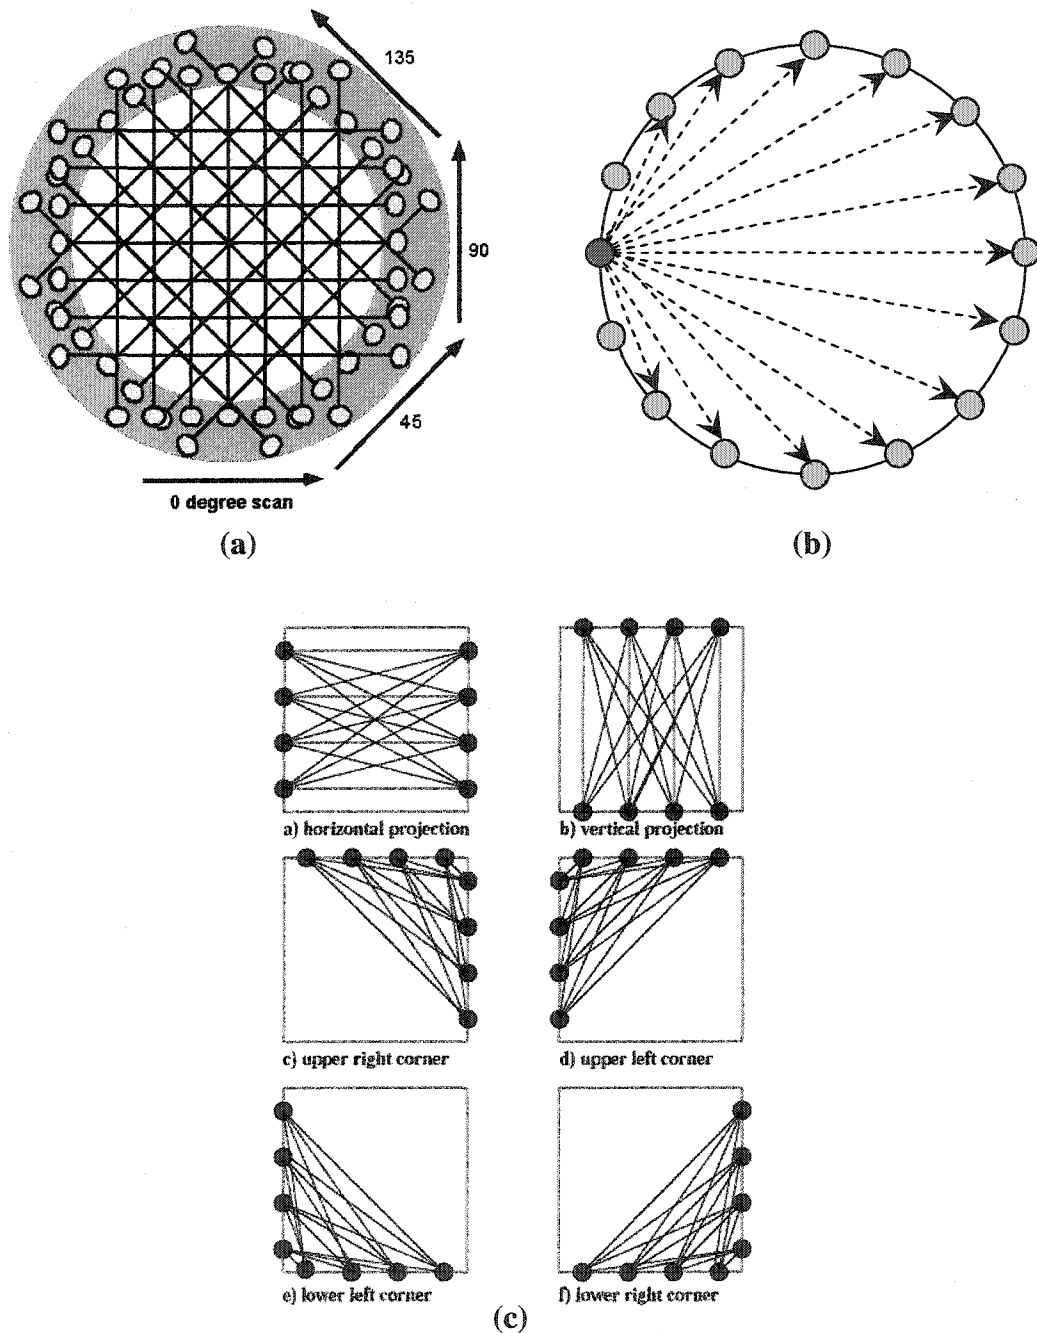 135
90
45
0 degree scan
(a)
(b)
a) horizontal projection
b) vertical projection
c) upper right corner
d) upper left corner
e) lower left corner
f) lower right corner
(c)